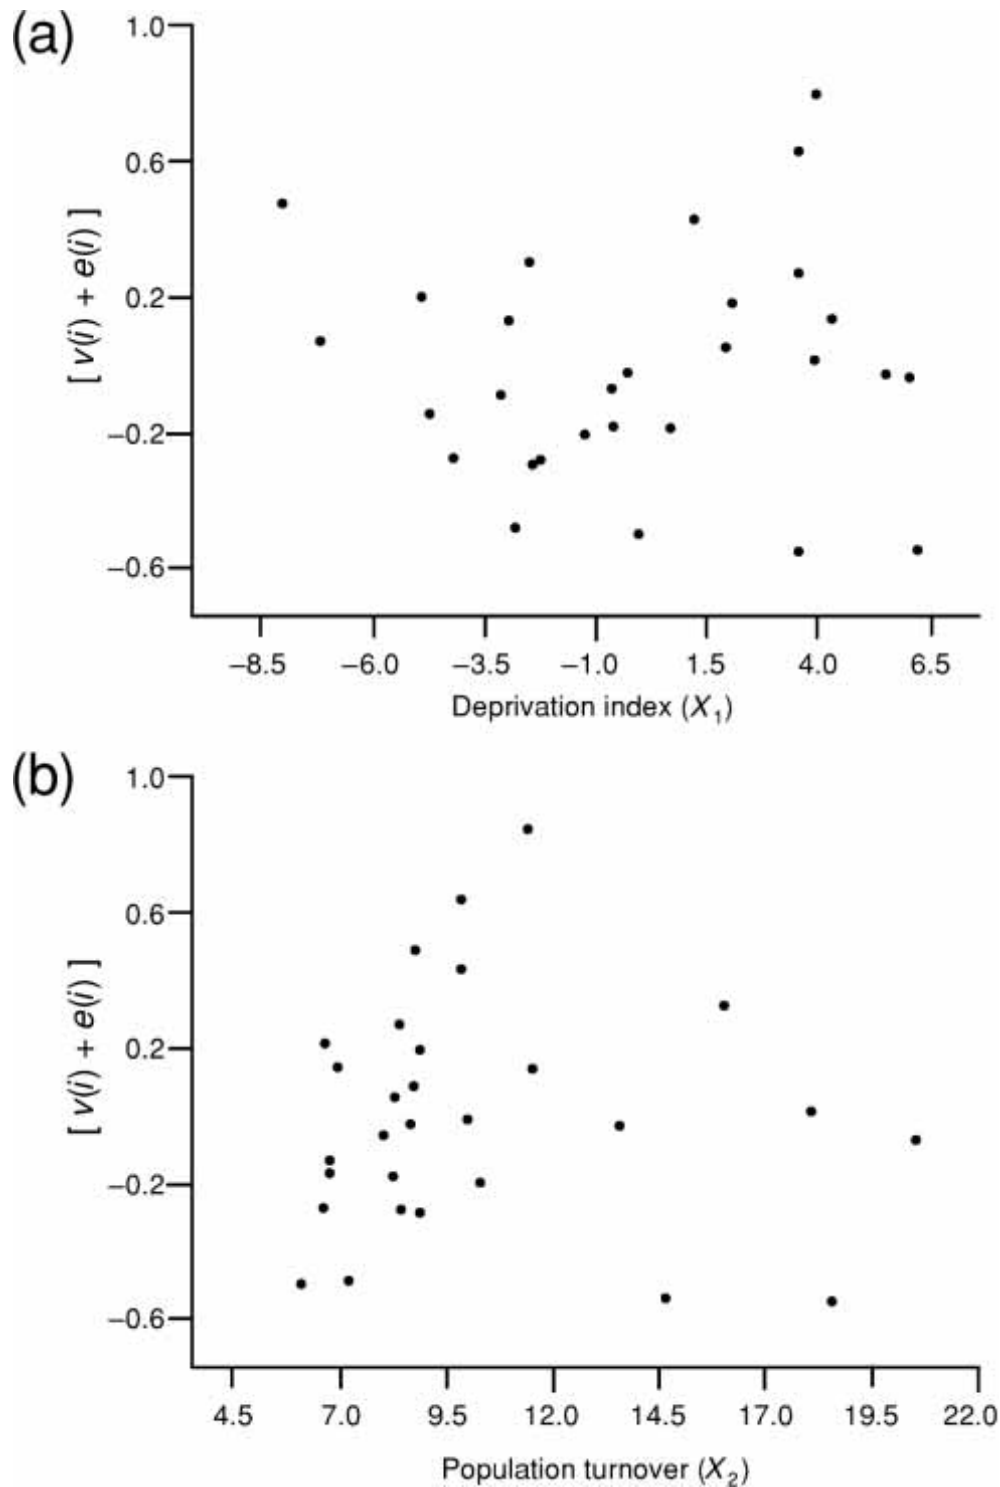 (a)
1.0
0.6
0.2
−0.2
−0.6
[ v(i) + e(i) ]
−8.5 −6.0 −3.5 −1.0 1.5 4.0 6.5
Deprivation index (X₁)
(b)
1.0
0.6
0.2
−0.2
−0.6
[ v(i) + e(i) ]
4.5 7.0 9.5 12.0 14.5 17.0 19.5 22.0
Population turnover (X₂)